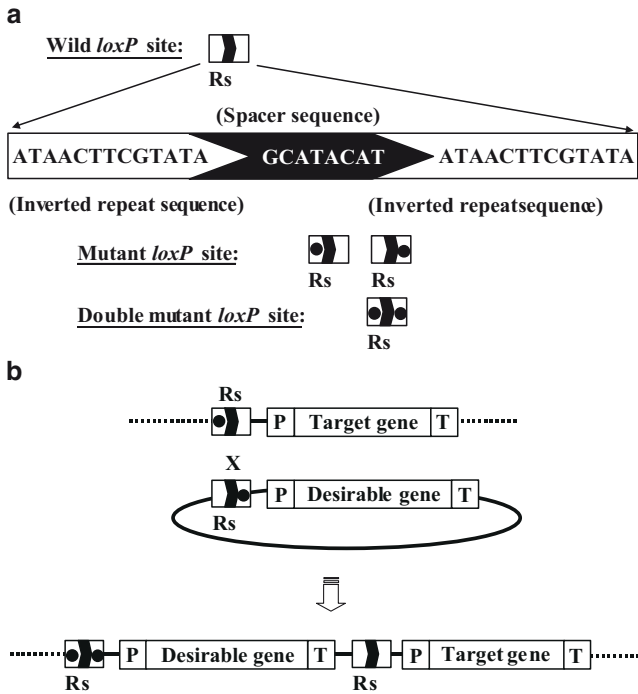 a
Wild loxP site:
Rs
(Spacer sequence)
ATAACTTCGTATA GCATACAT ATAACTTCGTATA
(Inverted repeat sequence) (Inverted repeatsequence)
Mutant loxP site:
Rs Rs
Double mutant loxP site:
Rs
b
Rs
P Target gene T
X
P Desirable gene T
Rs
P Desirable gene T P Target gene T
Rs